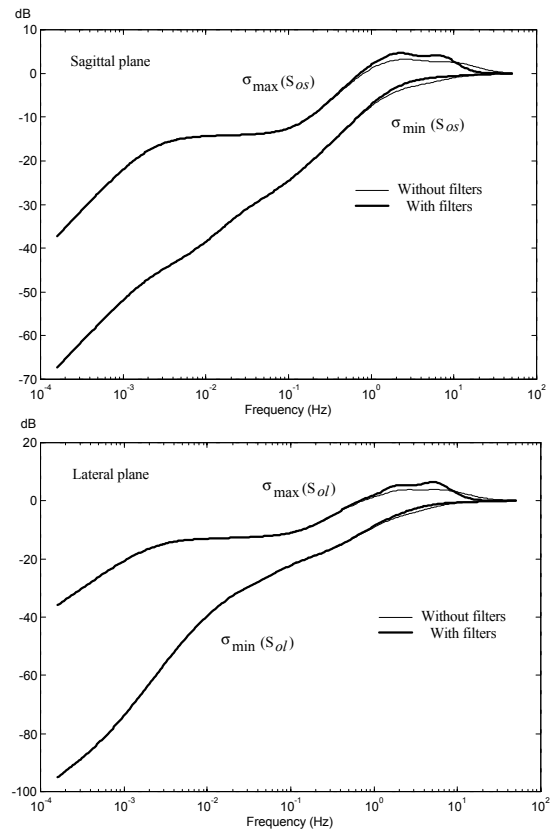 dB
10
Sagittal plane
σmax(Sos)
0
-10
σmin (Sos)
-20
Without filters
With filters
-30
-40
-50
-60
-70
10-4 10-3 10-2 10-1 100 101 102
Frequency (Hz)
dB
20
Lateral plane
σmax(Sol)
0
-20
-40
Without filters
With filters
σmin (Sol)
-60
-80
-100
10-4 10-3 10-2 10-1 100 101 102
Frequency (Hz)